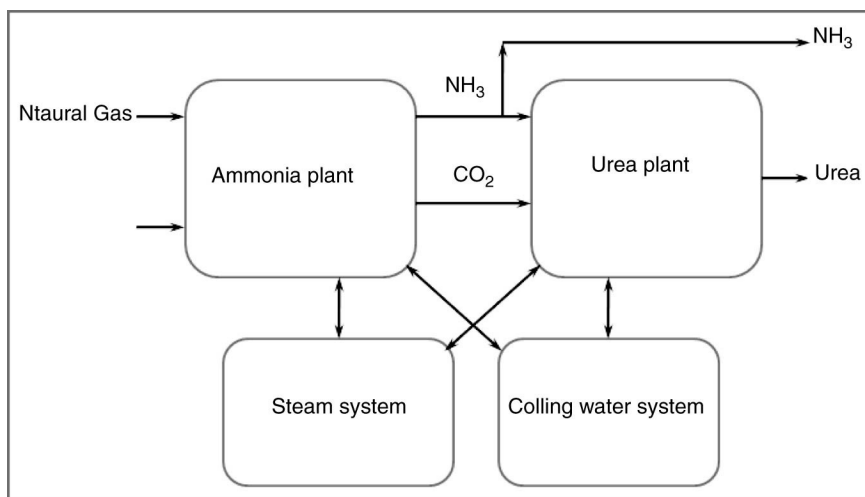 NH₃
NH₃
Ntaural Gas
Ammonia plant
CO₂
Urea plant
Urea
Steam system
Colling water system